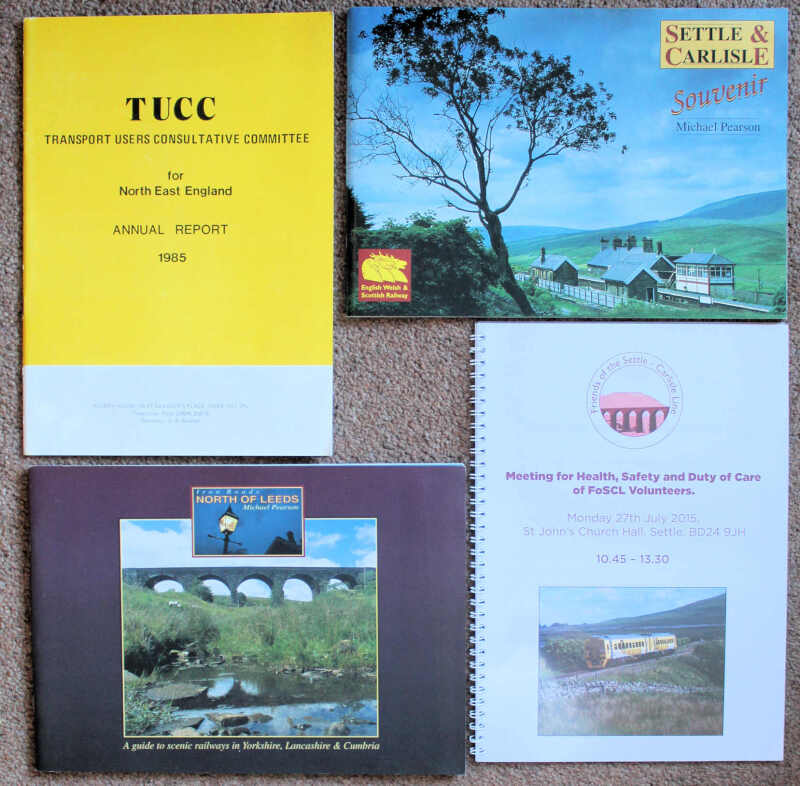 TUCC
TRANSPORT USERS CONSULTATIVE COMMITTEE
for
North East England
ANNUAL REPORT
1985
SETTLE &
CARLISLE
Souvenir
Michael Pearson
English Welsh &
Scottish Railway
Iron Roads
NORTH OF LEEDS
Michael Pearson
A guide to scenic railways in Yorkshire, Lancashire & Cumbria
Friends of the Settle - Carlisle Line
Meeting for Health, Safety and Duty of Care
of FoSCL Volunteers.
Monday 27th July 2015.
St John's Church Hall. Settle. BD24 9JH
10.45 – 13.30